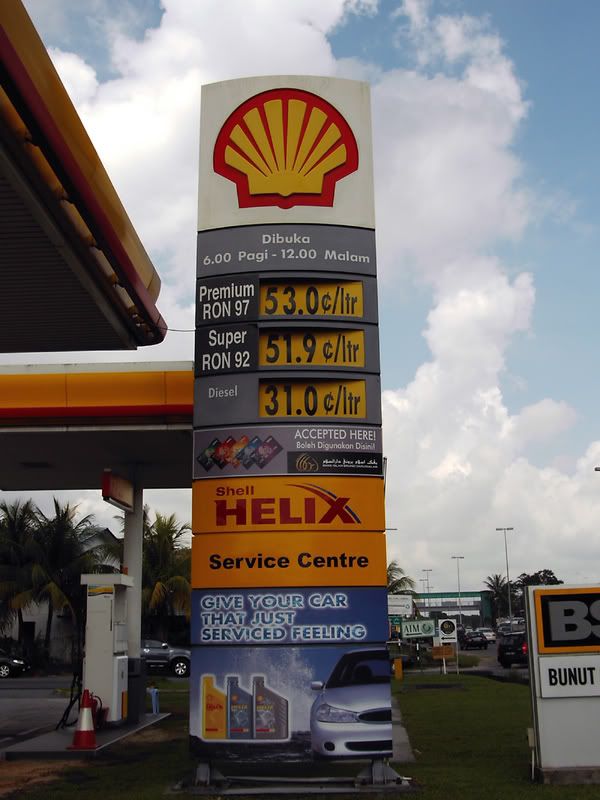 Dibuka
6.00 Pagi - 12.00 Malam
Premium
RON 97
53.0¢/ltr
Super
RON 92
51.9¢/ltr
Diesel
31.0¢/ltr
ACCEPTED HERE!
Boleh Digunakan Disini!
Shell
HELIX
Service Centre
GIVE YOUR CAR
THAT JUST
SERVICED FEELING
AIM
BS
BUNUT